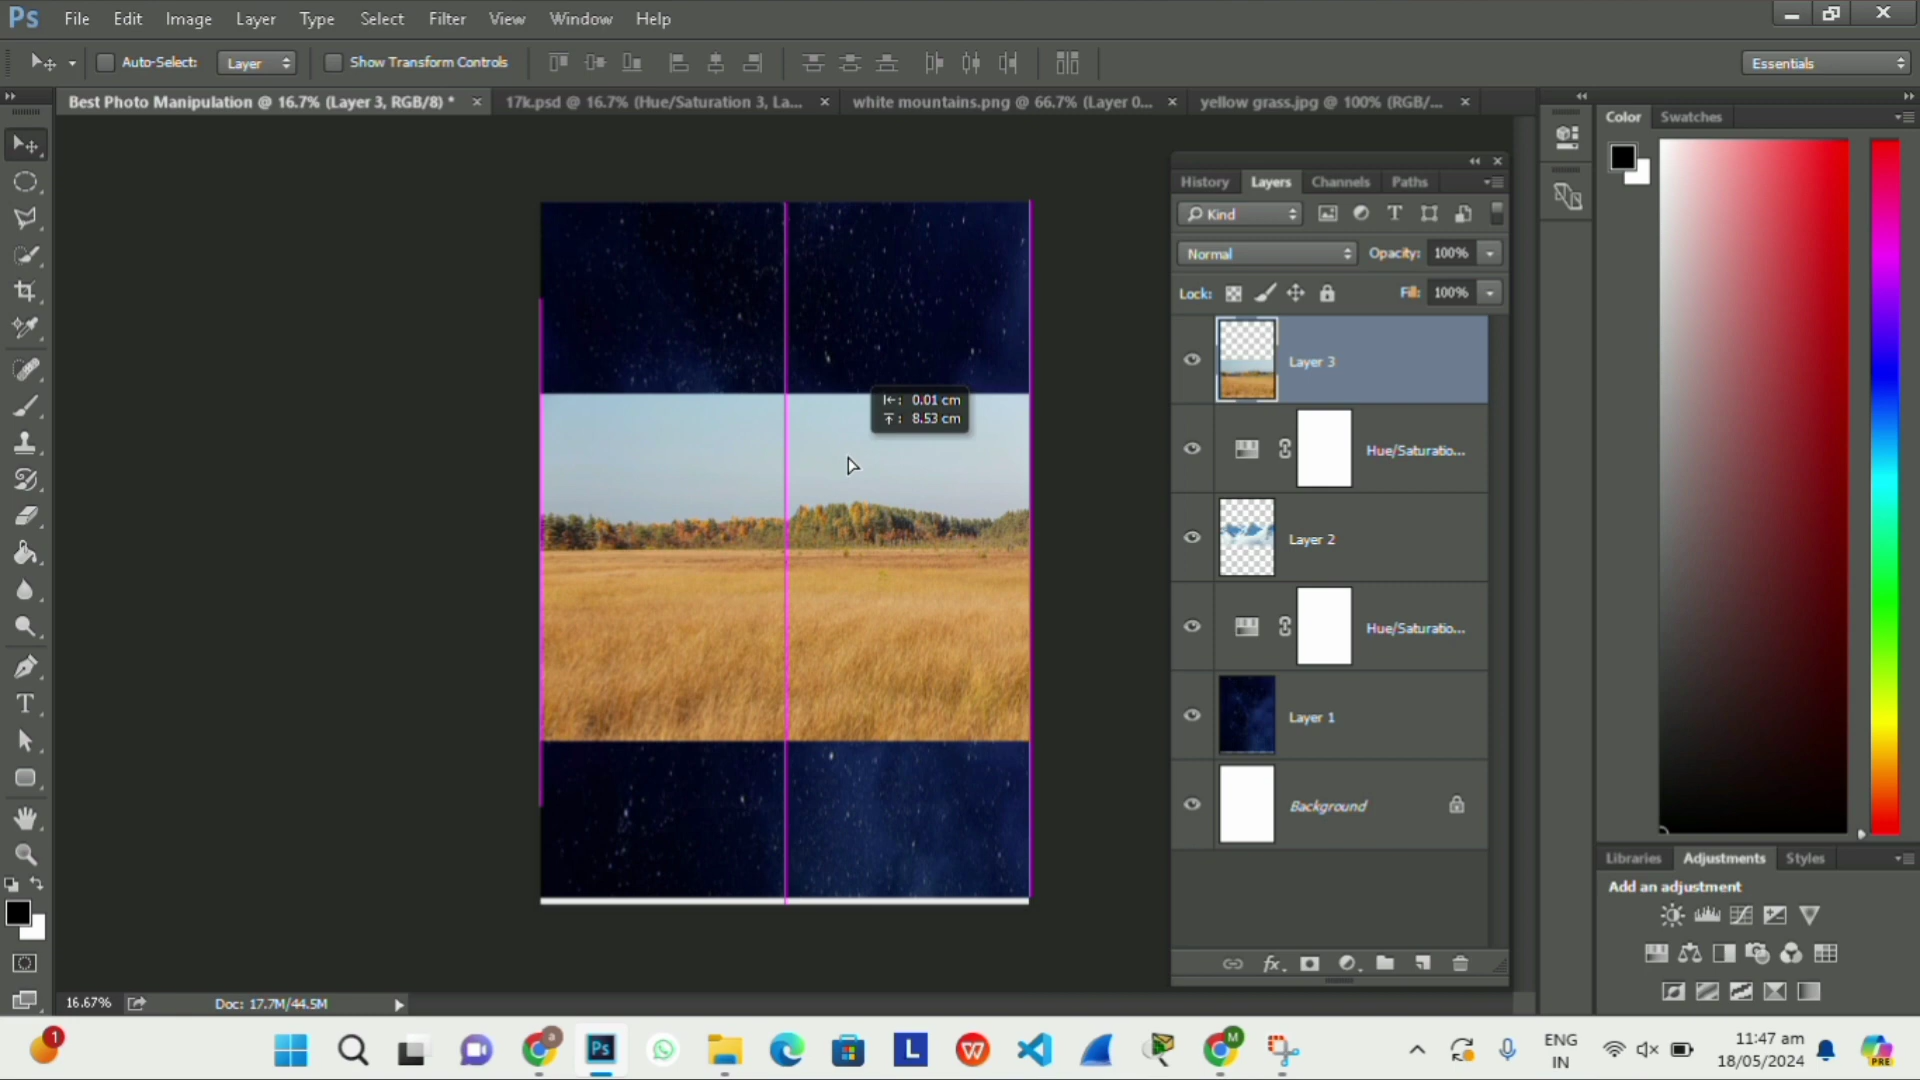 Ps File Edit Image Layer Type Select Filter View Window Help
Auto-Select: Layer Show Transform Controls Essentials
Best Photo Manipulation @ 16.7% (Layer 3, RGB/8) * × 17k.psd @ 16.7% (Hue/Saturation 3, La... × white mountains.png @ 66.7% (Layer 0... × yellow grass.jpg @ 100% (RGB/... ×
Color Swatches
History Layers Channels Paths
Kind
Normal Opacity: 100%
Lock: Fill: 100%
Layer 3
0.01 cm
8.53 cm
Hue/Saturatio...
Layer 2
Hue/Saturatio...
Layer 1
Background
Libraries Adjustments Styles
Add an adjustment
16.67% Doc: 17.7M/44.5M
1 a Ps L W M ENG 11:47 am
IN 18/05/2024 PRE